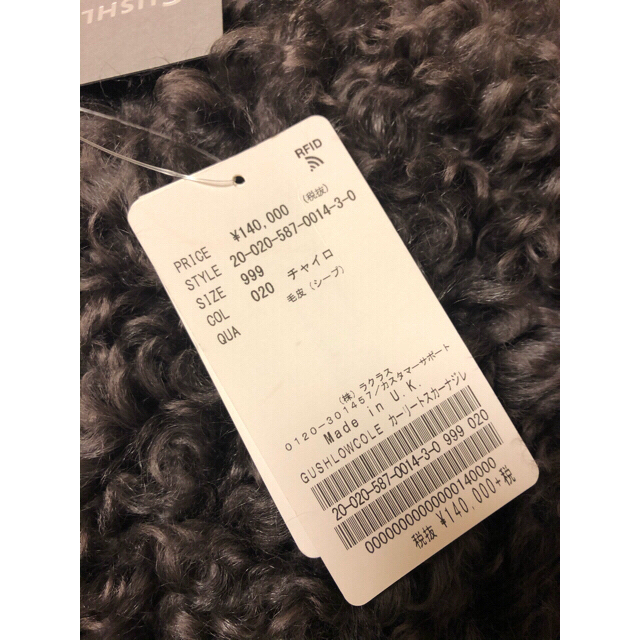 RFID
PRICE ¥140,000 (税抜)
STYLE 20-020-587-0014-3-0
SIZE 999
COL 020 チャイロ
QUA 毛皮(シープ)
(株)ラクラス
0120-301457/カスタマーサポート
Made in U.K.
GUSHLOWCOLE カーリートスカーナジレ
20-020-587-0014-3-0 999 020
0000000000000140000
税抜 ¥140,000+税